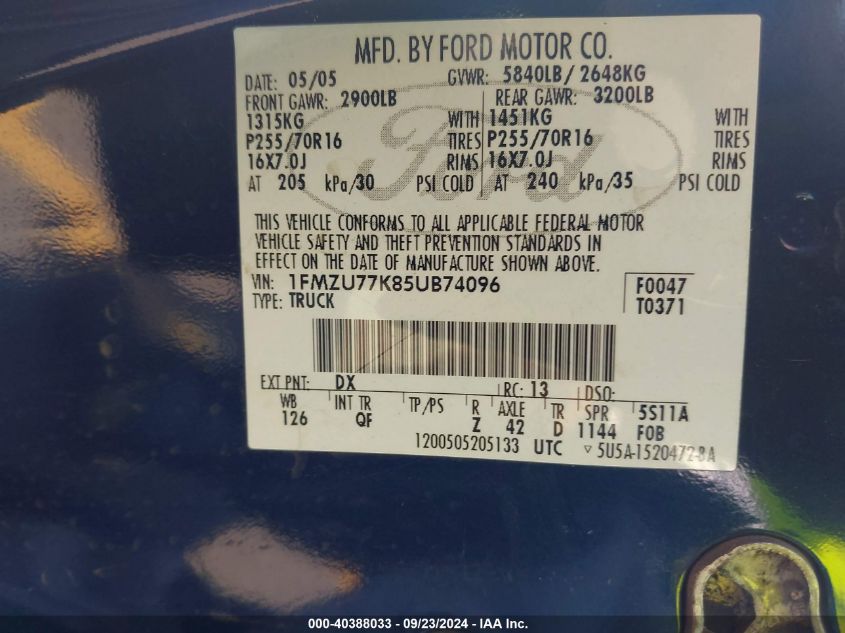 MFD. BY FORD MOTOR CO.
DATE: 05/05 GVWR: 5840LB/ 2648KG
FRONT GAWR: 2900LB REAR GAWR: 3200LB
1315KG WITH 1451KG WITH
P255/70R16 TIRES P255/70R16 TIRES
16X7.0J RIMS 16X7.0J RIMS
AT 205 kPa/30 PSI COLD AT 240 kPa/35 PSI COLD
Ford
THIS VEHICLE CONFORMS TO ALL APPLICABLE FEDERAL MOTOR
VEHICLE SAFETY AND THEFT PREVENTION STANDARDS IN
EFFECT ON THE DATE OF MANUFACTURE SHOWN ABOVE.
VIN: 1FMZU77K85UB74096 F0047
TYPE: TRUCK T0371
EXT PNT: DX RC: 13 DSO:
WB INT TR TP/PS R AXLE TR SPR 5S11A
126 QF Z 42 D 1144 FOB
1200505205133 UTC ▽ 5U5A-1520472-BA
000-40388033 / 09/23/2024 - IAA Inc.